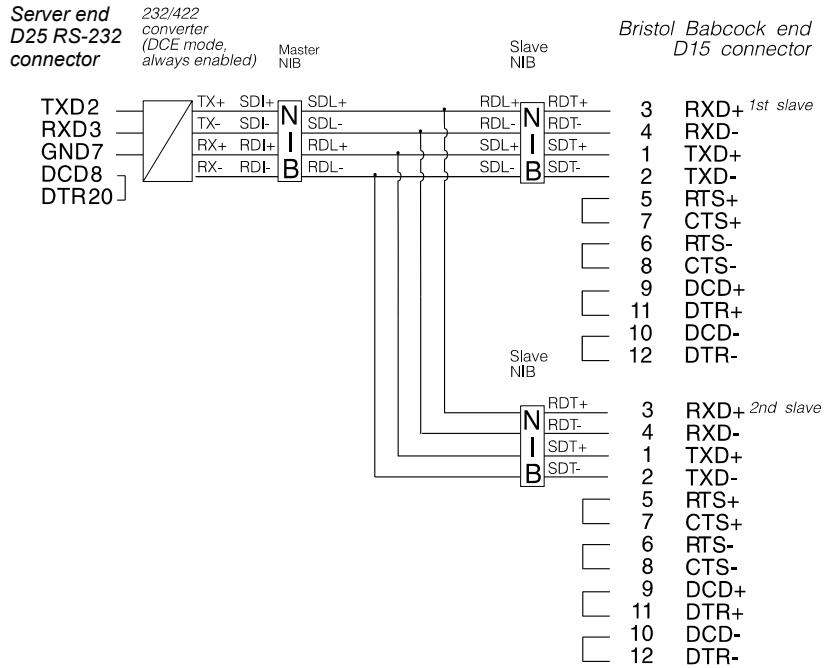 Server end
D25 RS-232
connector
232/422
converter
(DCE mode,
always enabled)
Master
NIB
Slave
NIB
Bristol Babcock end
D15 connector
TXD2 TX+ SDI+ SDL+ RDL+ RDT+ 3 RXD+ 1st slave
RXD3 TX- SDI- SDL- RDL- RDT- 4 RXD-
GND7 RX+ RDI+ RDL+ SDL+ SDT+ 1 TXD+
DCD8 RX- RDI- RDL- SDL- SDT- 2 TXD-
DTR20
NIB
NIB
5 RTS+
7 CTS+
6 RTS-
8 CTS-
9 DCD+
11 DTR+
10 DCD-
12 DTR-
Slave
NIB
NIB
RDT+ 3 RXD+ 2nd slave
RDT- 4 RXD-
SDT+ 1 TXD+
SDT- 2 TXD-
5 RTS+
7 CTS+
6 RTS-
8 CTS-
9 DCD+
11 DTR+
10 DCD-
12 DTR-